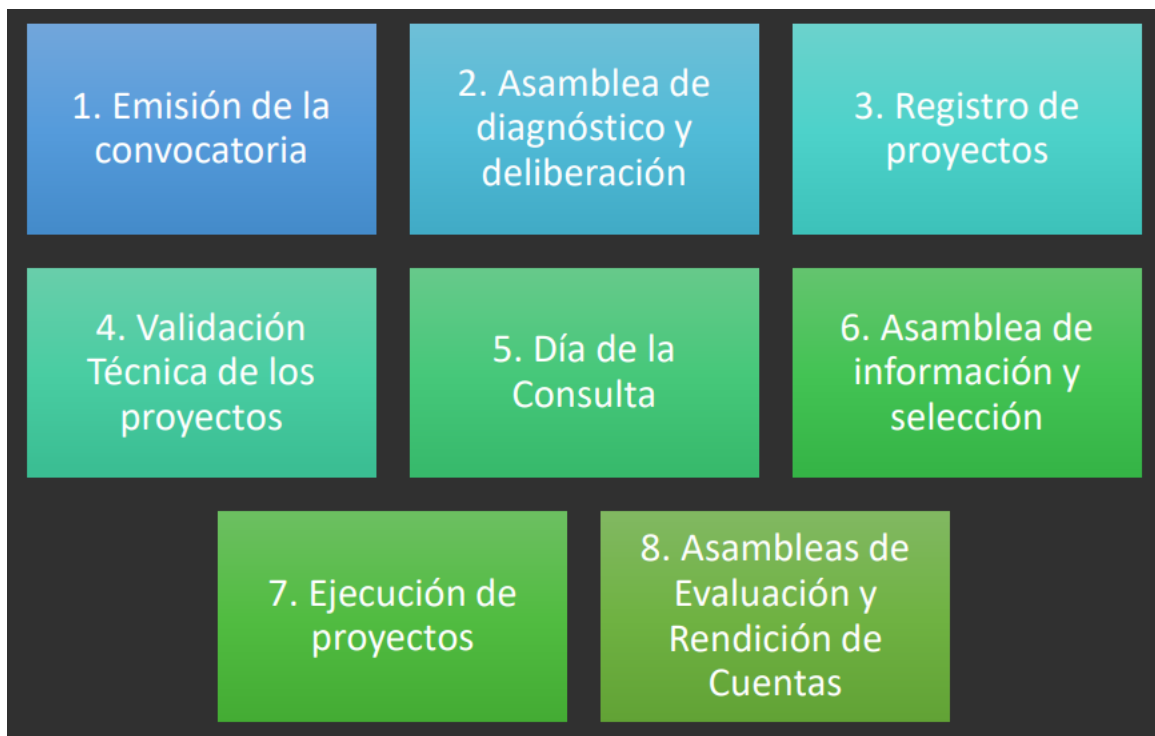 1. Emisión de la
convocatoria
2. Asamblea de
diagnóstico y
deliberación
3. Registro de
proyectos
4. Validación
Técnica de los
proyectos
5. Día de la
Consulta
6. Asamblea de
información y
selección
7. Ejecución de
proyectos
8. Asambleas de
Evaluación y
Rendición de
Cuentas